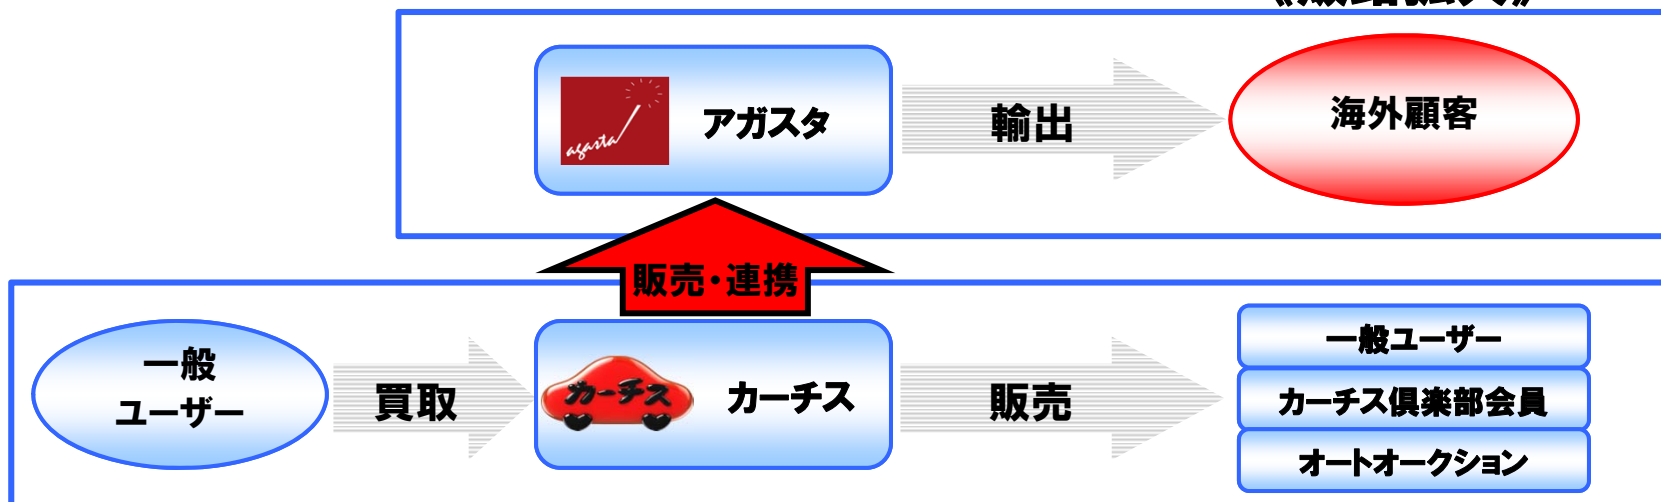 agasta
アガスタ
輸出
海外顧客
販売・連携
一般
ユーザー
買取
カーチス
カーチス
販売
一般ユーザー
カーチス倶楽部会員
オートオークション